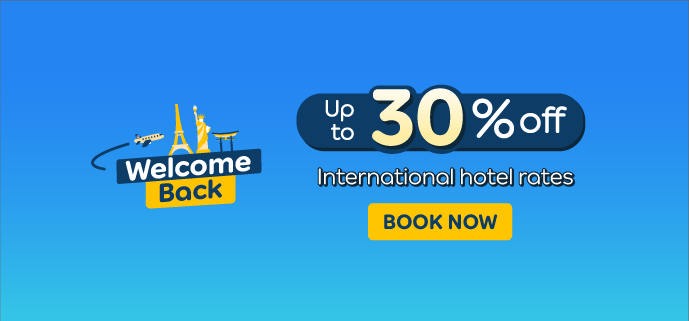 Welcome
Back
Up
to
30% off
International hotel rates
BOOK NOW